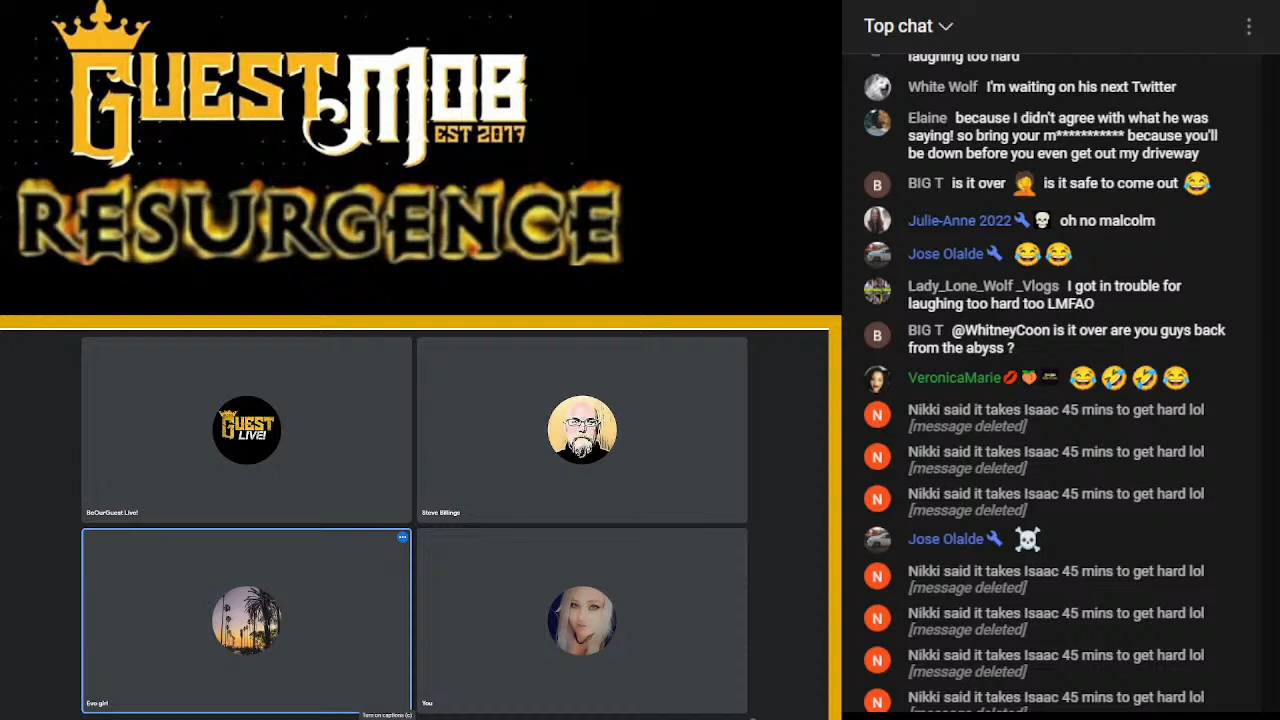 GUESTMOB
EST 2017
RESURGENCE
GUEST
LIVE!
BeOurGuest Live!
Steve Billings
Evo girl
You
Turn on captions (c)
Top chat
laughing too hard
White Wolf I'm waiting on his next Twitter
Elaine because I didn't agree with what he was
saying! so bring your m*********** because you'll
be down before you even get out my driveway
B BIG T is it over 🤦 is it safe to come out 😂
Julie-Anne 2022🔧💀 oh no malcolm
Jose Olalde🔧 😂😂
Lady_Lone_Wolf _Vlogs I got in trouble for
laughing too hard too LMFAO
B BIG T @WhitneyCoon is it over are you guys back
from the abyss ?
VeronicaMarie💋🍑 😂🤣🤣😂
N Nikki said it takes Isaac 45 mins to get hard lol
[message deleted]
N Nikki said it takes Isaac 45 mins to get hard lol
[message deleted]
N Nikki said it takes Isaac 45 mins to get hard lol
[message deleted]
Jose Olalde🔧 ☠️
N Nikki said it takes Isaac 45 mins to get hard lol
[message deleted]
N Nikki said it takes Isaac 45 mins to get hard lol
[message deleted]
N Nikki said it takes Isaac 45 mins to get hard lol
[message deleted]
N Nikki said it takes Isaac 45 mins to get hard lol